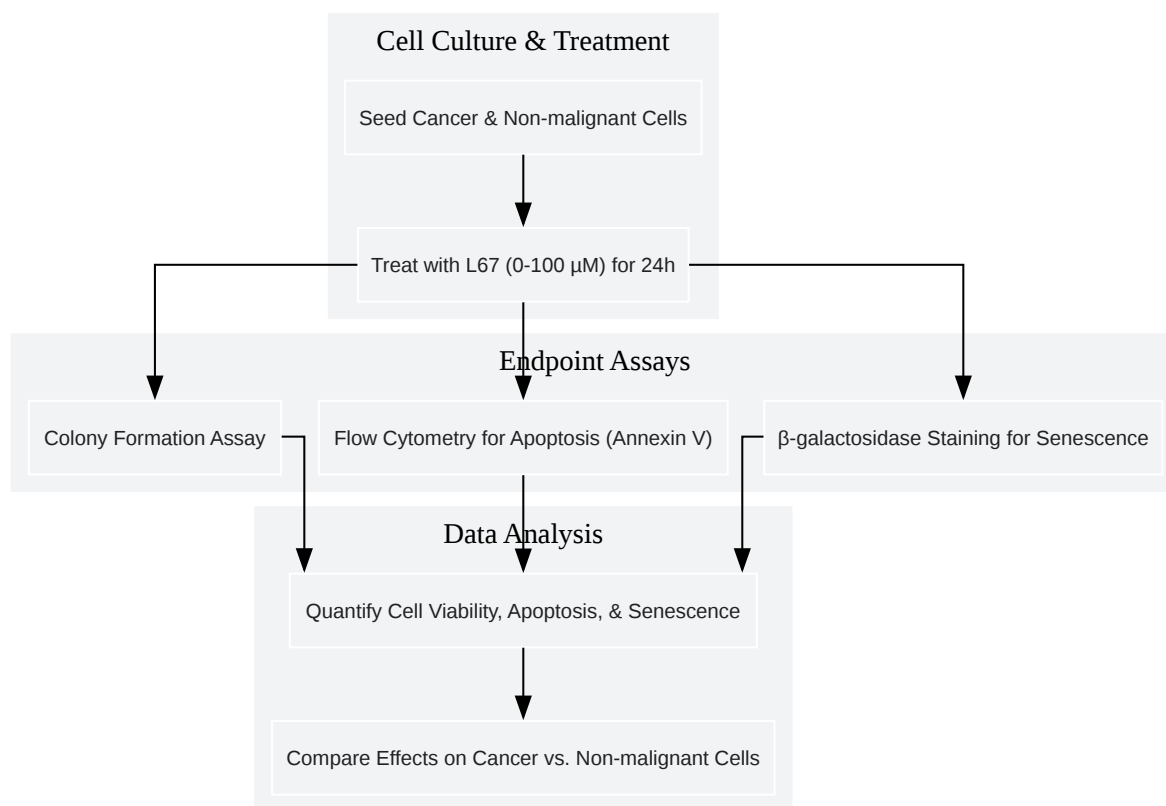 Cell Culture & Treatment
Seed Cancer & Non-malignant Cells
Treat with L67 (0-100 µM) for 24h
Endpoint Assays
Colony Formation Assay
Flow Cytometry for Apoptosis (Annexin V)
β-galactosidase Staining for Senescence
Data Analysis
Quantify Cell Viability, Apoptosis, & Senescence
Compare Effects on Cancer vs. Non-malignant Cells